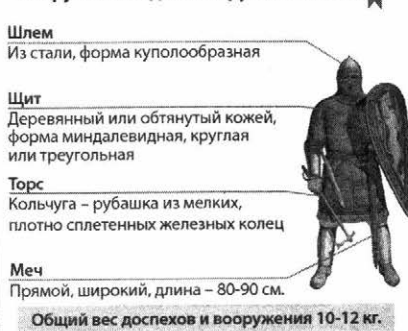 Шлем
Из стали, форма куполообразная
Щит
Деревянный или обтянутый кожей,
форма миндалевидная, круглая
или треугольная
Торс
Кольчуга – рубашка из мелких,
плотно сплетенных железных колец
Меч
Прямой, широкий, длина – 80-90 см.
Общий вес доспехов и вооружения 10-12 кг.